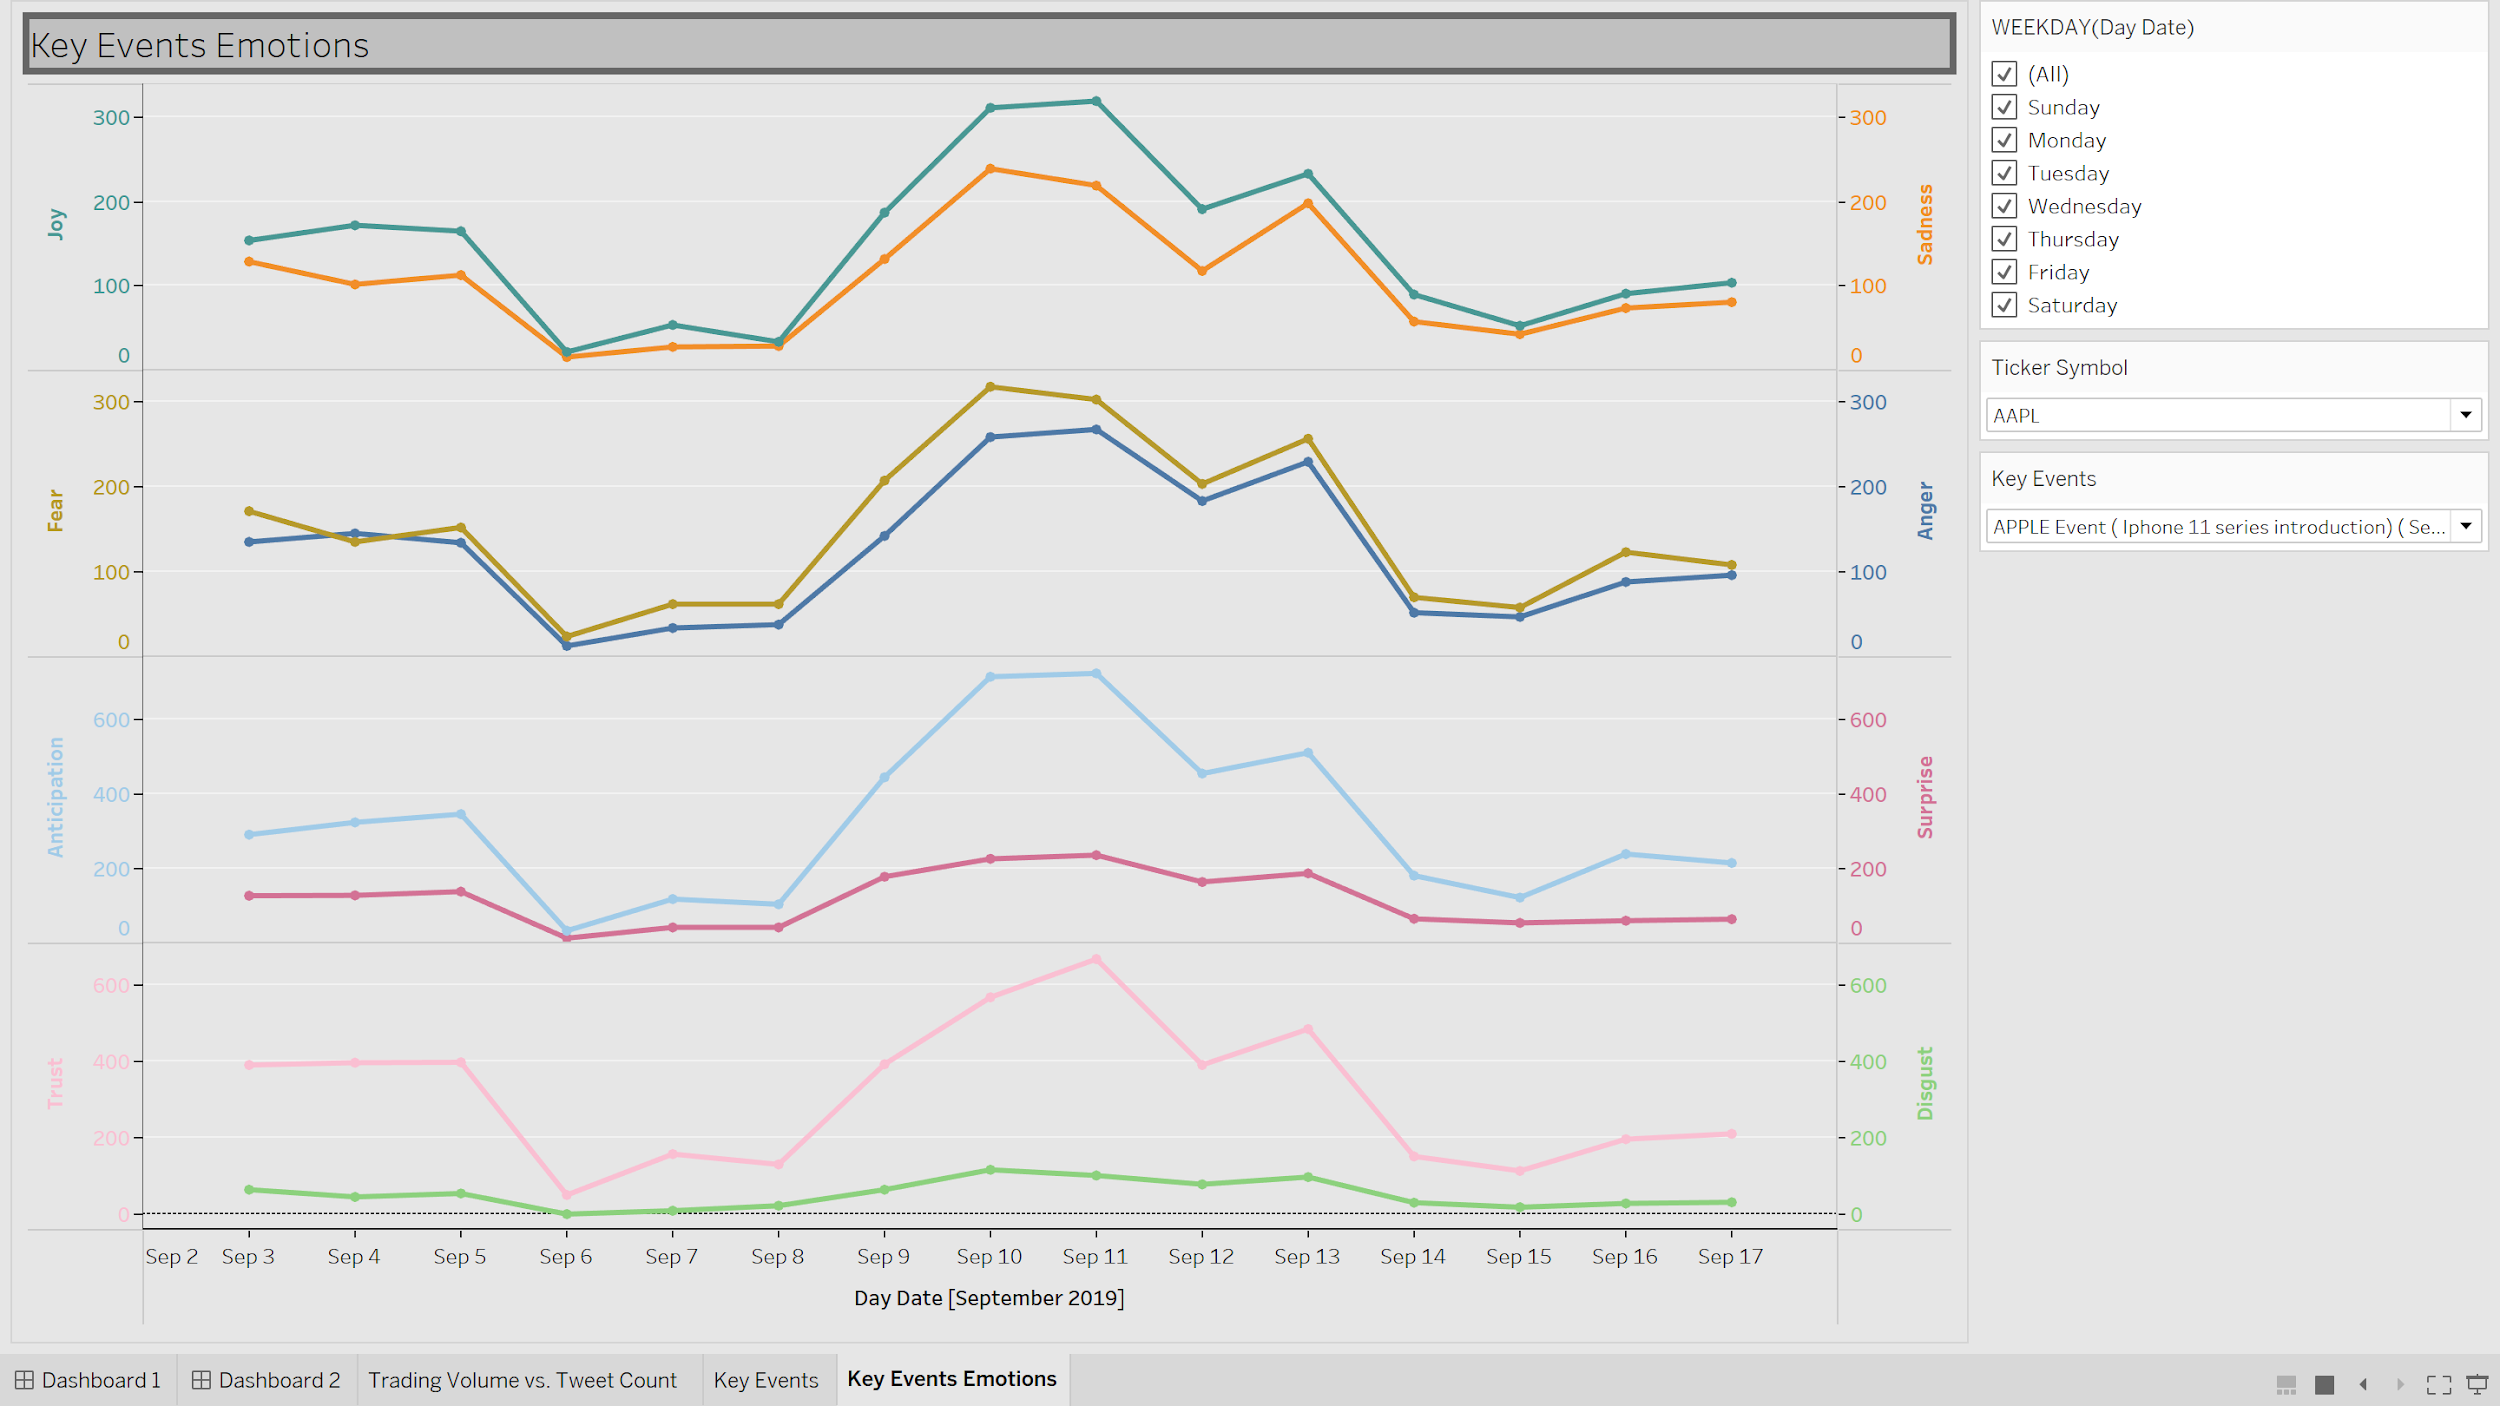 Key Events Emotions
300
200
100
0
Joy
300
200
100
0
Sadness
300
200
100
0
Fear
300
200
100
0
Anger
600
400
200
0
Anticipation
600
400
200
0
Surprise
600
400
200
0
Trust
600
400
200
0
Disgust
Sep 2 Sep 3 Sep 4 Sep 5 Sep 6 Sep 7 Sep 8 Sep 9 Sep 10 Sep 11 Sep 12 Sep 13 Sep 14 Sep 15 Sep 16 Sep 17
Day Date [September 2019]
WEEKDAY(Day Date)
(All)
Sunday
Monday
Tuesday
Wednesday
Thursday
Friday
Saturday
Ticker Symbol
AAPL
Key Events
APPLE Event ( Iphone 11 series introduction) ( Se...
Dashboard 1 Dashboard 2 Trading Volume vs. Tweet Count Key Events Key Events Emotions